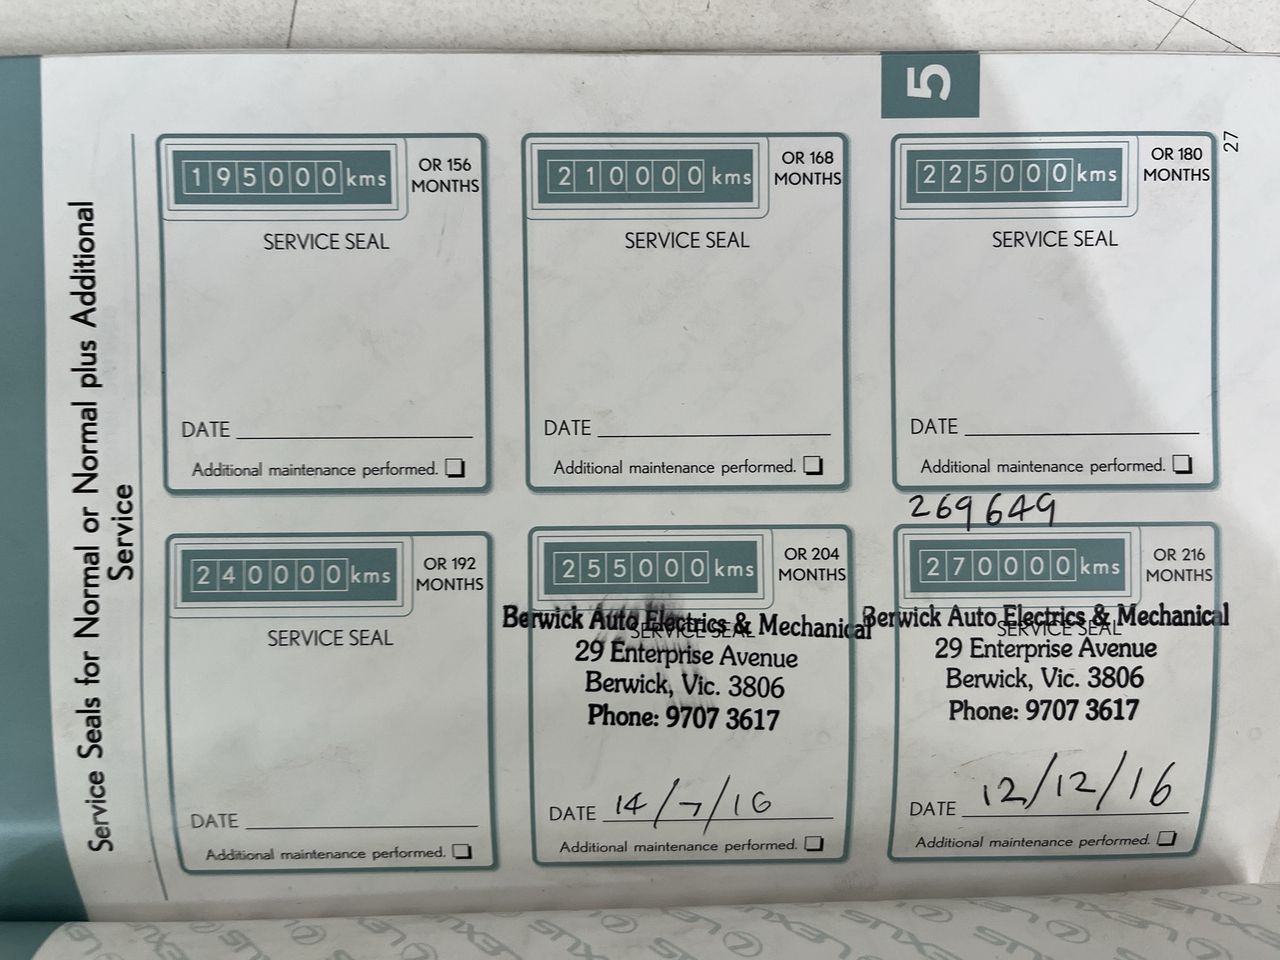 5
27
Service Seals for Normal or Normal plus Additional
Service
195000 kms
OR 156
MONTHS
SERVICE SEAL
DATE
Additional maintenance performed.
210000 kms
OR 168
MONTHS
SERVICE SEAL
DATE
Additional maintenance performed.
225000 kms
OR 180
MONTHS
SERVICE SEAL
DATE
Additional maintenance performed.
240000 kms
OR 192
MONTHS
SERVICE SEAL
DATE
Additional maintenance performed.
255000 kms
OR 204
MONTHS
SERVICE SEAL
Berwick Auto Electrics & Mechanical
29 Enterprise Avenue
Berwick, Vic. 3806
Phone: 9707 3617
DATE 14/7/16
Additional maintenance performed.
269649
270000 kms
OR 216
MONTHS
SERVICE SEAL
Berwick Auto Electrics & Mechanical
29 Enterprise Avenue
Berwick, Vic. 3806
Phone: 9707 3617
DATE 12/12/16
Additional maintenance performed.
LEXUS